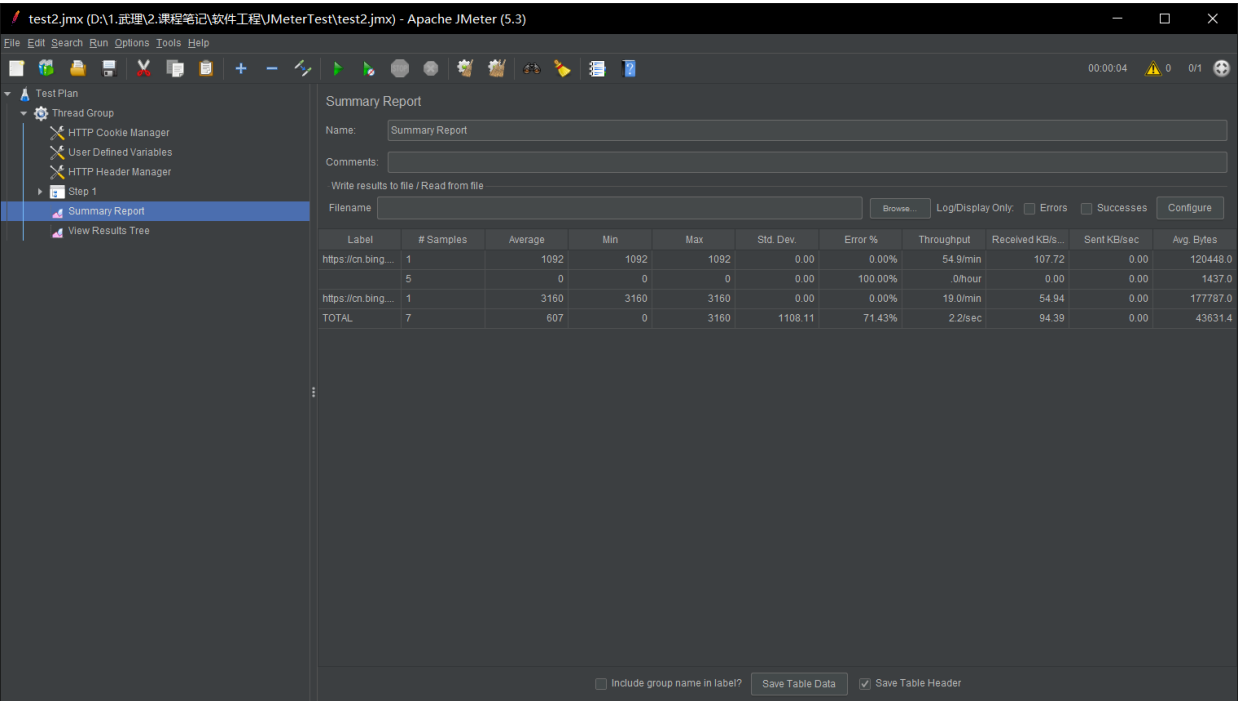 test2.jmx (D:\1.武理\2.课程笔记\软件工程\JMeterTest\test2.jmx) - Apache JMeter (5.3)
File Edit Search Run Options Tools Help
00:00:04 0 0/1
Test Plan
Thread Group
HTTP Cookie Manager
User Defined Variables
HTTP Header Manager
Step 1
Summary Report
View Results Tree
Summary Report
Name: Summary Report
Comments:
Write results to file / Read from file
Filename Browse... Log/Display Only: Errors Successes Configure
Label # Samples Average Min Max Std. Dev. Error % Throughput Received KB/s... Sent KB/sec Avg. Bytes
https://cn.bing.... 1 1092 1092 1092 0.00 0.00% 54.9/min 107.72 0.00 120448.0
5 0 0 0 0.00 100.00% .0/hour 0.00 0.00 1437.0
https://cn.bing.... 1 3160 3160 3160 0.00 0.00% 19.0/min 54.94 0.00 177787.0
TOTAL 7 607 0 3160 1108.11 71.43% 2.2/sec 94.39 0.00 43631.4
Include group name in label? Save Table Data Save Table Header